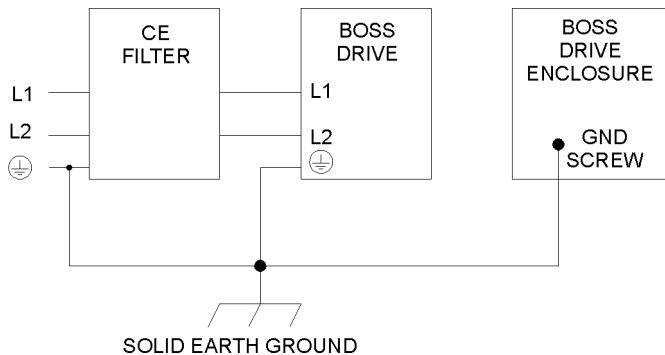 CE
FILTER
BOSS
DRIVE
BOSS
DRIVE
ENCLOSURE
L1
L1
L2
L2
GND
SCREW
SOLID EARTH GROUND